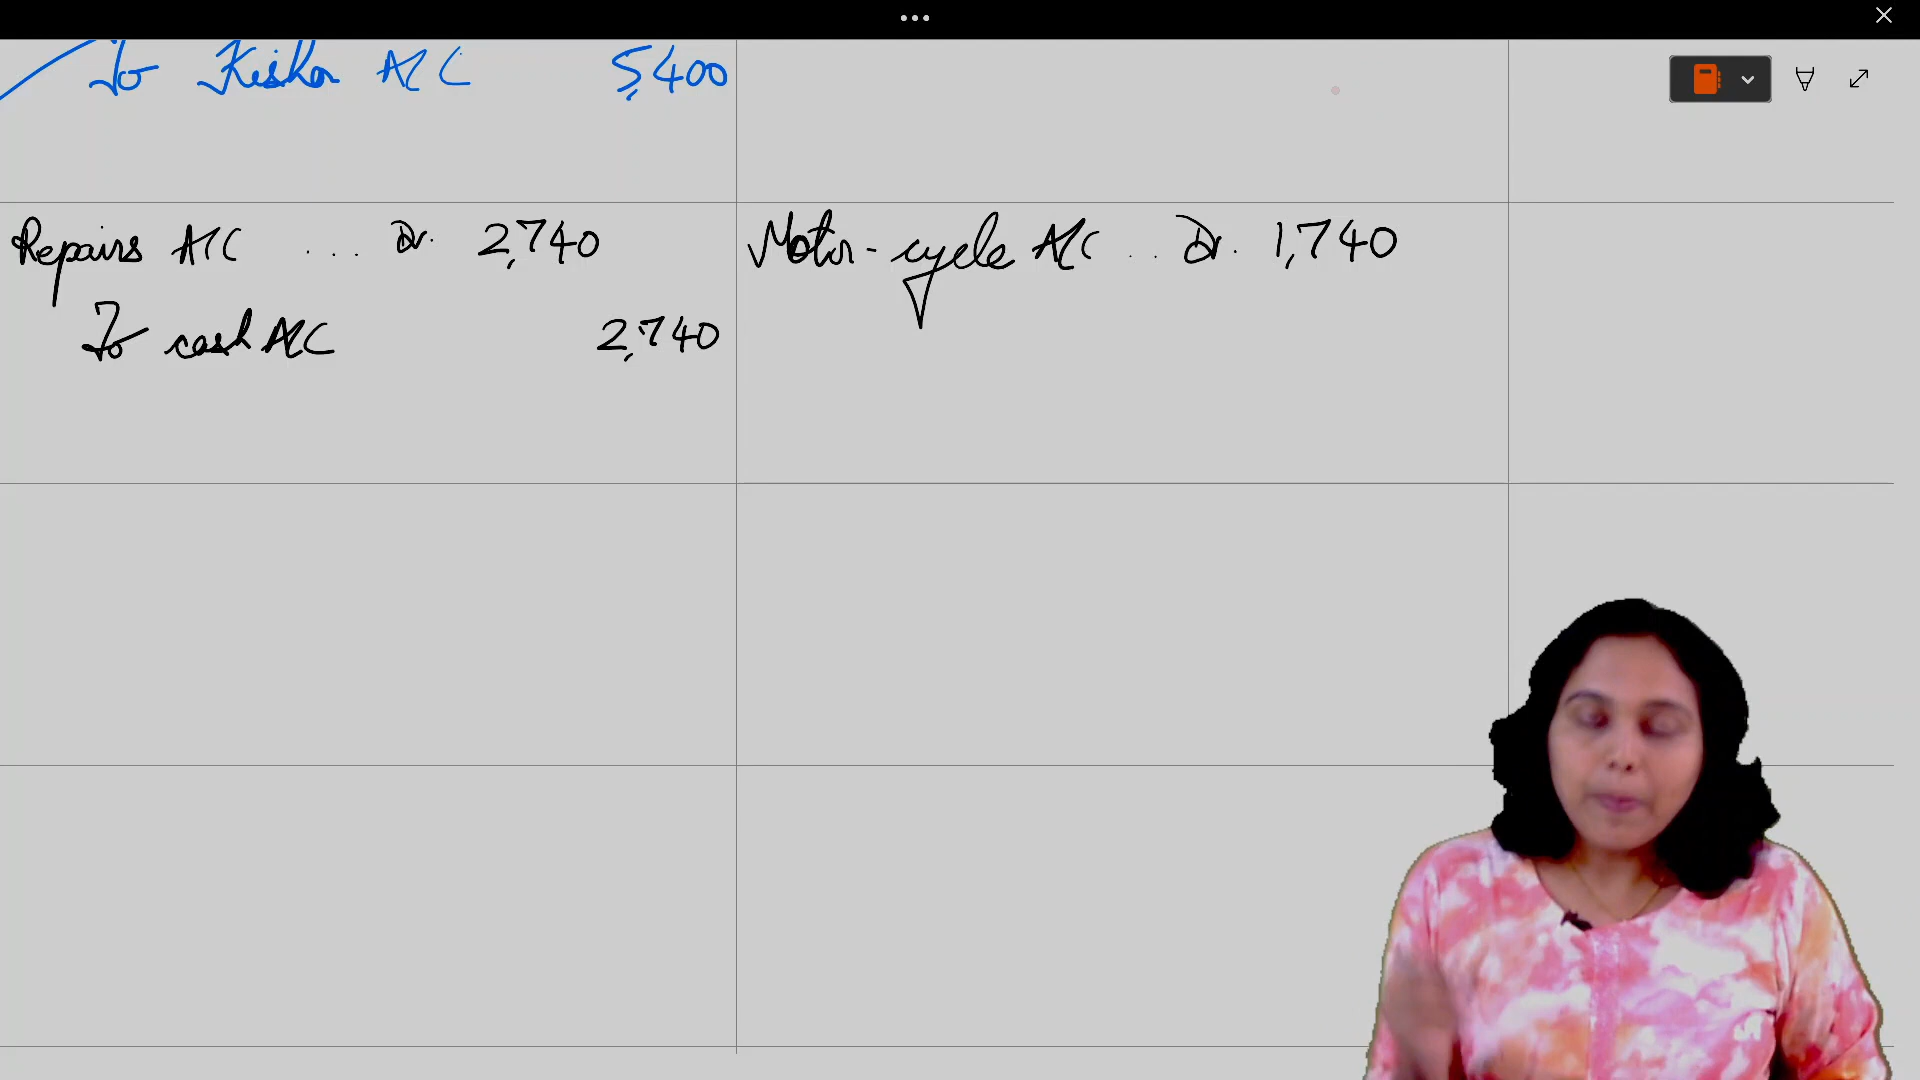 To Kishor A/C 5,400
Repairs A/C ... Dr. 2,740
To cash A/C 2,740
Motor-cycle A/C .. Dr. 1,740